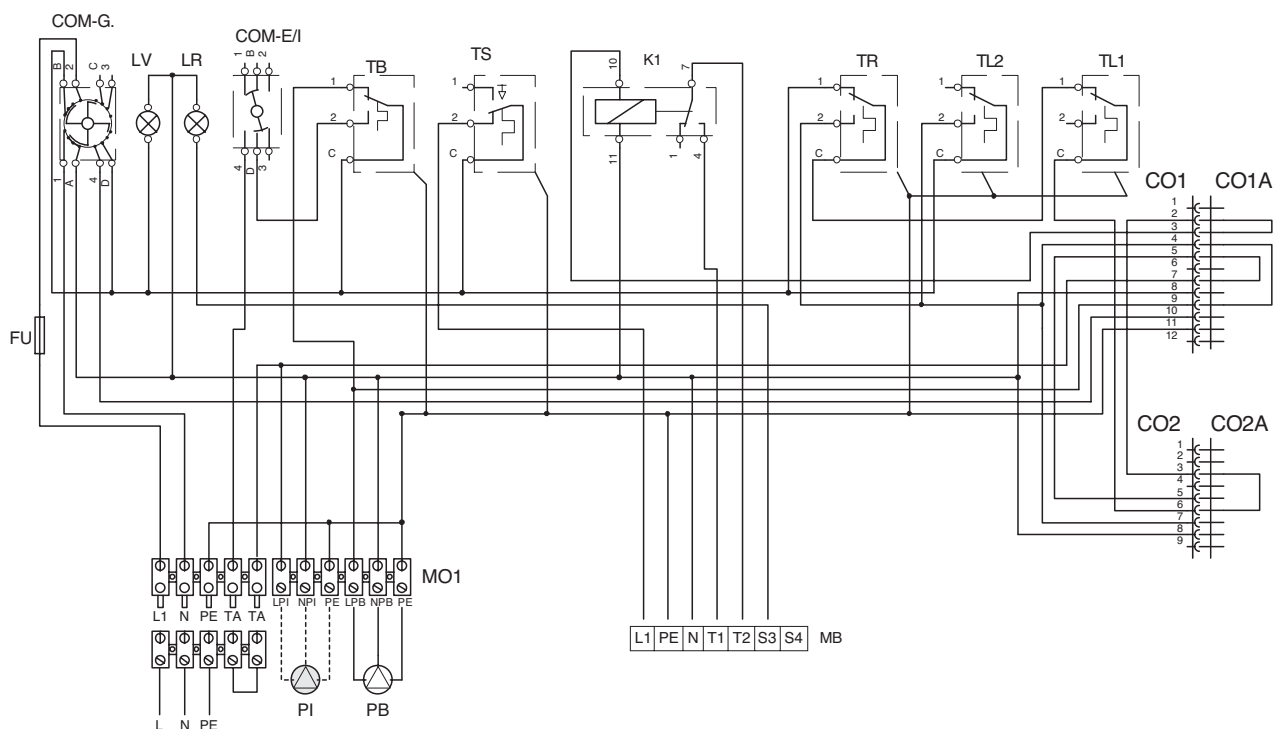 COM-G.
LV LR
COM-E/I
TB
TS
K1
TR
TL2
TL1
B 2 C 3
1 A 4 D
1 B 2
4 D 3
1
2
C
1
2
C
10 7
11 1 4
1
2
C
1
2
C
1
2
C
CO1 CO1A
1
2
3
4
5
6
7
8
9
10
11
12
FU
CO2 CO2A
1
2
3
4
5
6
7
8
9
MO1
L1 N PE TA TA LPI NPI PE LPB NPB PE
L1 PE N T1 T2 S3 S4 MB
PI PB
L N PE